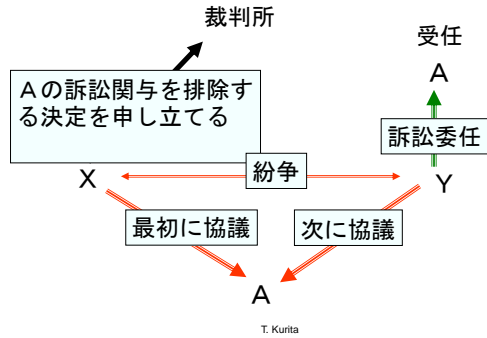 裁判所
受任
A
Aの訴訟関与を排除す
る決定を申し立てる
訴訟委任
紛争
X
Y
最初に協議
次に協議
A
T. Kurita